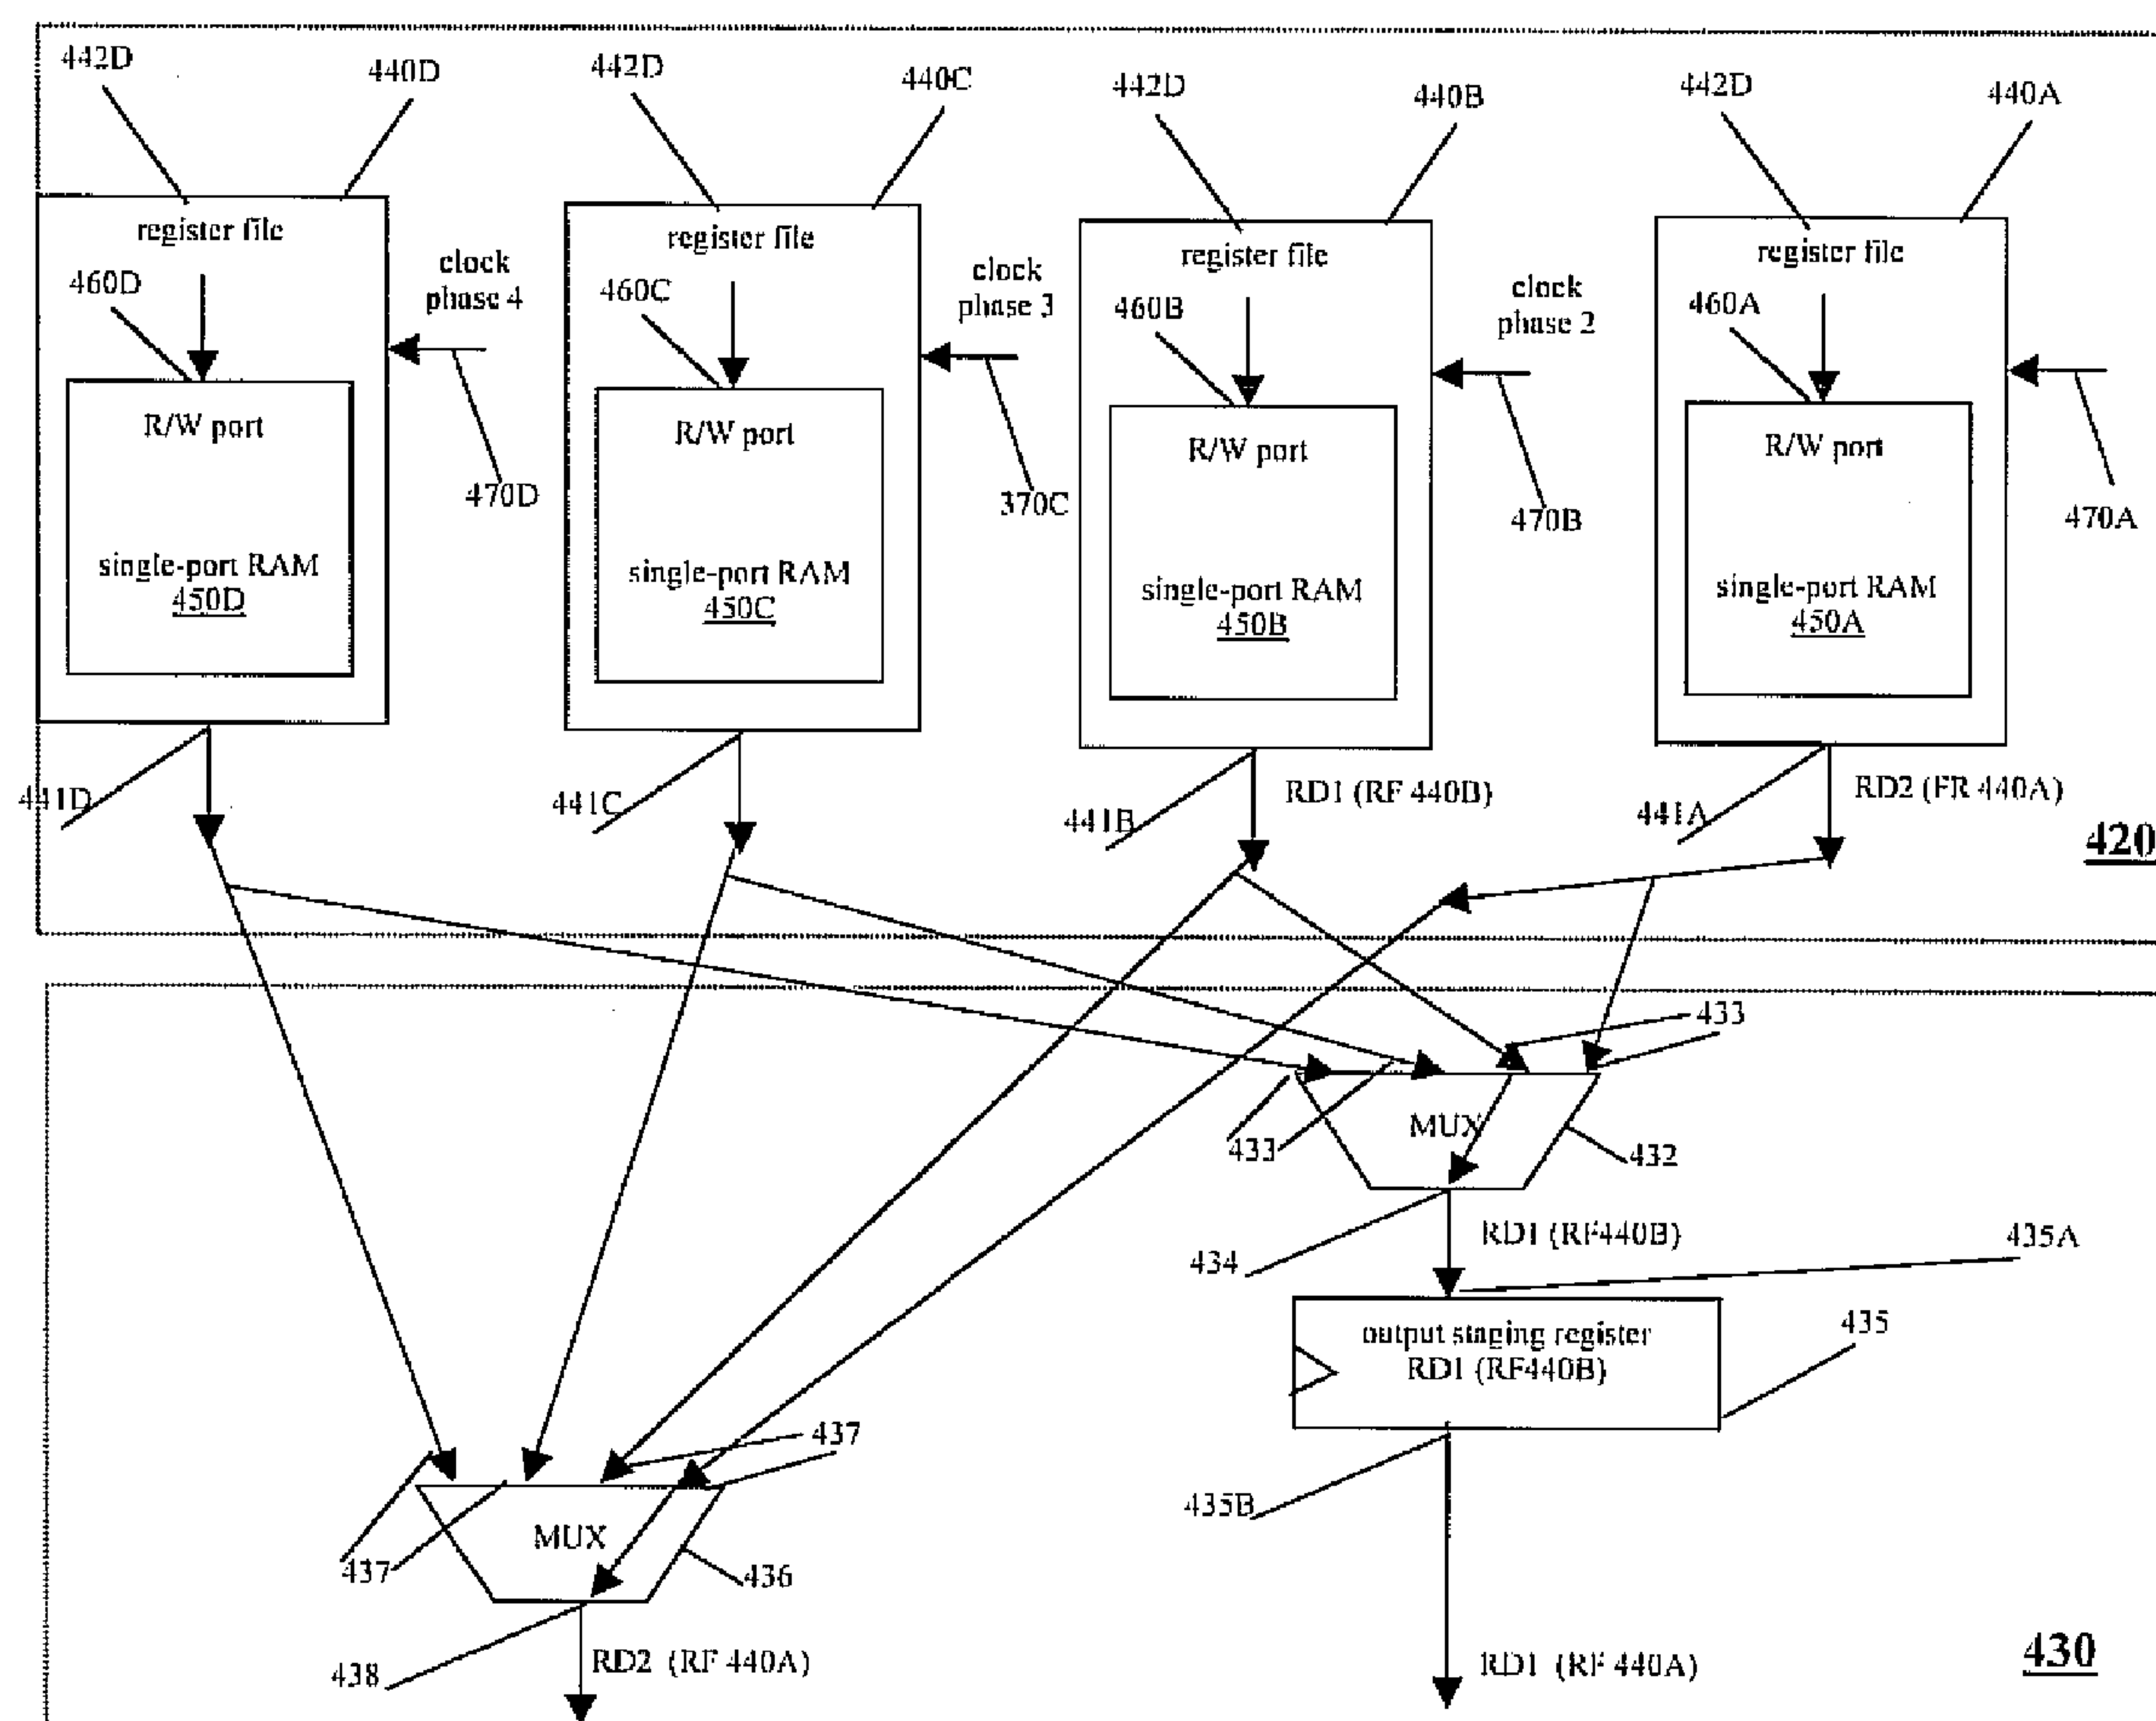 442D
440D
442D
440C
442D
440B
442D
440A
register file
register file
register file
register file
clock
phase 4
clock
phase 3
clock
phase 2
460D
460C
460B
460A
R/W port
R/W port
R/W port
R/W port
470D
370C
470B
470A
single-port RAM
450D
single-port RAM
450C
single-port RAM
450B
single-port RAM
450A
441D
441C
441B
RD1 (RF 440B)
441A
RD2 (FR 440A)
420
433
MUX
433
432
RD1 (RF440B)
434
435A
output staging register
RD1 (RF440B)
435
437
435B
MUX
437
436
438
RD2 (RF 440A)
RD1 (RF 440A)
430